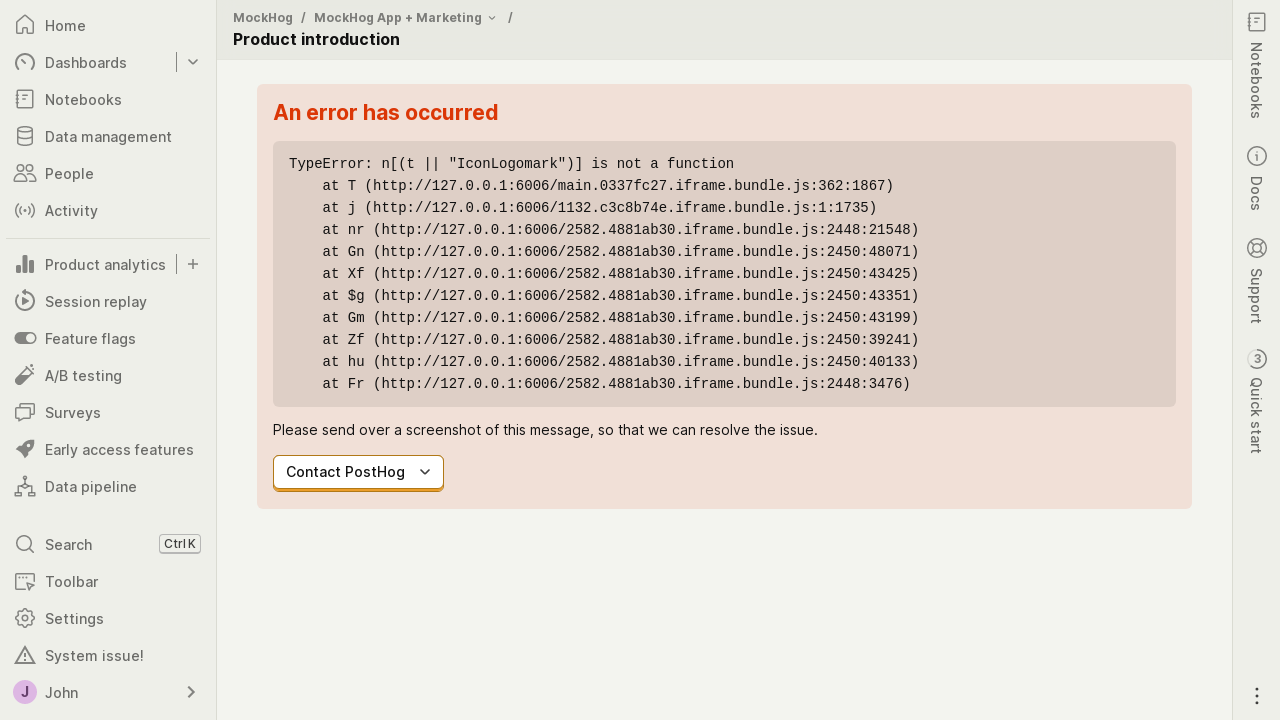 Home
Dashboards
Notebooks
Data management
People
Activity
Product analytics
Session replay
Feature flags
A/B testing
Surveys
Early access features
Data pipeline
Search Ctrl K
Toolbar
Settings
System issue!
J John
MockHog / MockHog App + Marketing /
Product introduction
An error has occurred
TypeError: n[(t || "IconLogomark")] is not a function
at T (http://127.0.0.1:6006/main.0337fc27.iframe.bundle.js:362:1867)
at j (http://127.0.0.1:6006/1132.c3c8b74e.iframe.bundle.js:1:1735)
at nr (http://127.0.0.1:6006/2582.4881ab30.iframe.bundle.js:2448:21548)
at Gn (http://127.0.0.1:6006/2582.4881ab30.iframe.bundle.js:2450:48071)
at Xf (http://127.0.0.1:6006/2582.4881ab30.iframe.bundle.js:2450:43425)
at $g (http://127.0.0.1:6006/2582.4881ab30.iframe.bundle.js:2450:43351)
at Gm (http://127.0.0.1:6006/2582.4881ab30.iframe.bundle.js:2450:43199)
at Zf (http://127.0.0.1:6006/2582.4881ab30.iframe.bundle.js:2450:39241)
at hu (http://127.0.0.1:6006/2582.4881ab30.iframe.bundle.js:2450:40133)
at Fr (http://127.0.0.1:6006/2582.4881ab30.iframe.bundle.js:2448:3476)
Please send over a screenshot of this message, so that we can resolve the issue.
Contact PostHog
Notebooks
Docs
Support
3
Quick start